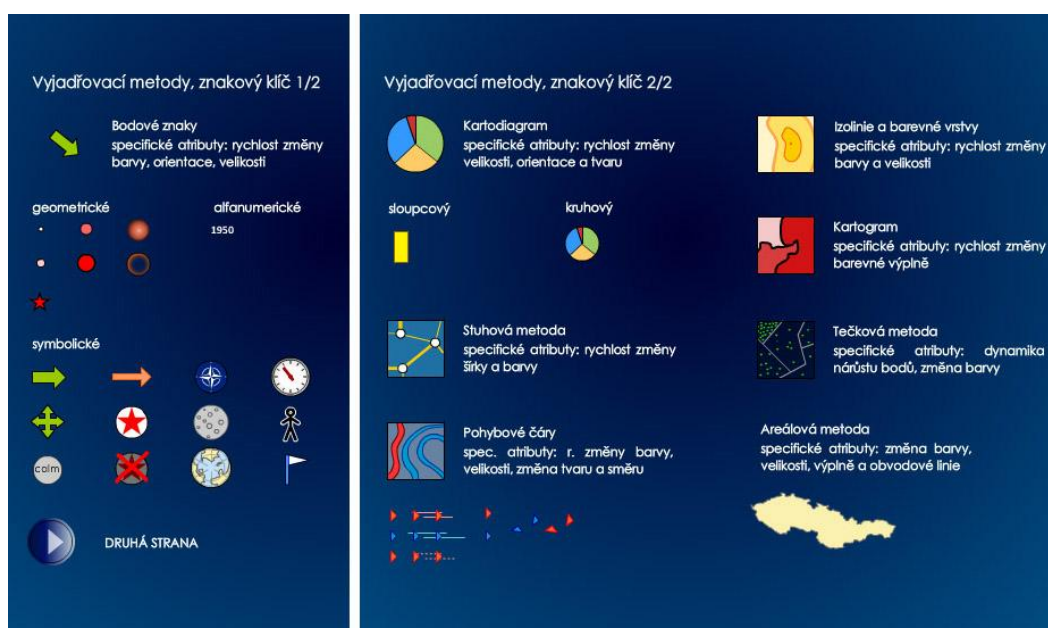 Vyjadřovací metody, znakový klíč 1/2
Bodové znaky
specifické atributy: rychlost změny
barvy, orientace, velikosti
geometrické
alfanumerické
1950
symbolické
calm
DRUHÁ STRANA
Vyjadřovací metody, znakový klíč 2/2
Kartodiagram
specifické atributy: rychlost změny
velikosti, orientace a tvaru
sloupcový
kruhový
Stuhová metoda
specifické atributy: rychlost změny
šířky a barvy
Pohybové čáry
spec. atributy: r. změny barvy,
velikosti, změna tvaru a směru
Izolinie a barevné vrstvy
specifické atributy: rychlost změny
barvy a velikosti
Kartogram
specifické atributy: rychlost změny
barevné výplně
Tečková metoda
specifické atributy: dynamika
nárůstu bodů, změna barvy
Areálová metoda
specifické atributy: změna barvy,
velikosti, výplně a obvodové linie